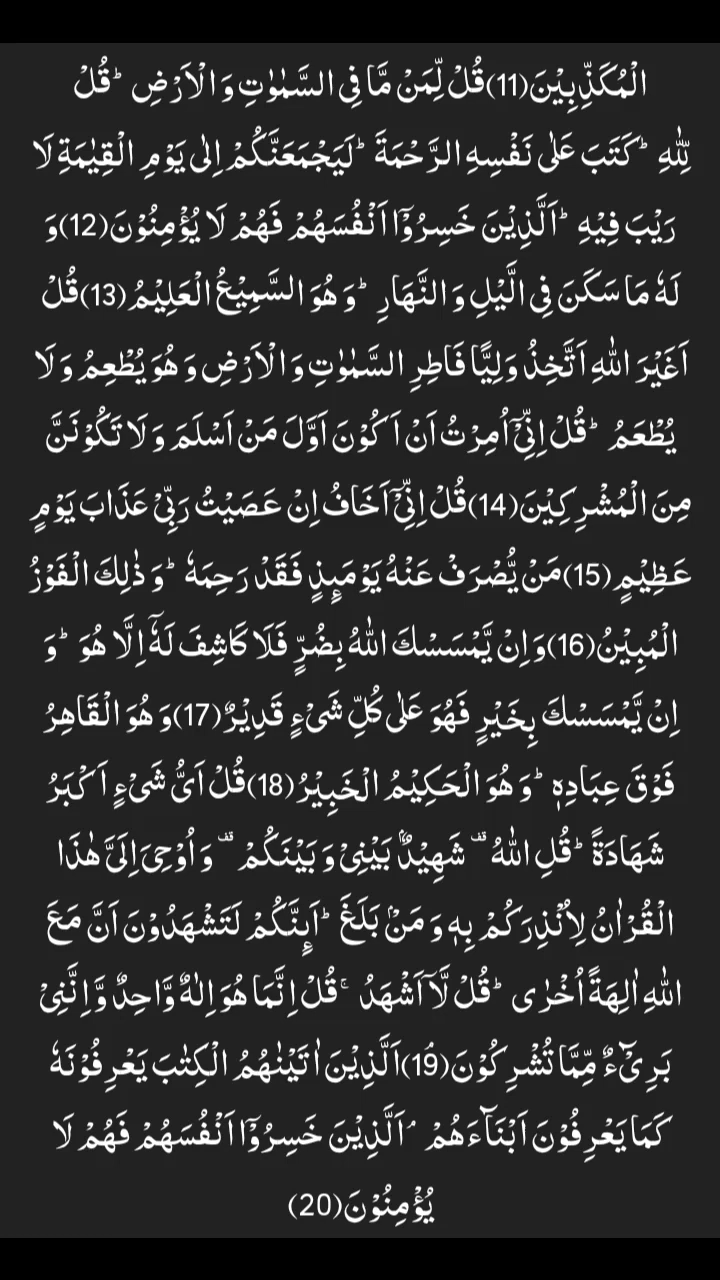 الْمُكَذِّبِیْنَ(11)قُلْ لِّمَنْ مَّا فِی السَّمٰوٰتِ وَ الْاَرْضِ ؕ قُلْ
لِّلّٰهِ ؕ كَتَبَ عَلٰى نَفْسِهِ الرَّحْمَةَ ؕ لَیَجْمَعَنَّكُمْ اِلٰى یَوْمِ الْقِیٰمَةِ لَا
رَیْبَ فِیْهِ ؕ اَلَّذِیْنَ خَسِرُوْۤا اَنْفُسَهُمْ فَهُمْ لَا یُؤْمِنُوْنَ(12)وَ
لَهٗ مَا سَكَنَ فِی الَّیْلِ وَ النَّهَارِ ؕ وَ هُوَ السَّمِیْعُ الْعَلِیْمُ(13)قُلْ
اَغَیْرَ اللّٰهِ اَتَّخِذُ وَلِیًّا فَاطِرِ السَّمٰوٰتِ وَ الْاَرْضِ وَ هُوَ یُطْعِمُ وَ لَا
یُطْعَمُ ؕ قُلْ اِنِّیْۤ اُمِرْتُ اَنْ اَكُوْنَ اَوَّلَ مَنْ اَسْلَمَ وَ لَا تَكُوْنَنَّ
مِنَ الْمُشْرِكِیْنَ(14)قُلْ اِنِّیْۤ اَخَافُ اِنْ عَصَیْتُ رَبِّیْ عَذَابَ یَوْمٍ
عَظِیْمٍ(15)مَنْ یُّصْرَفْ عَنْهُ یَوْمَىِٕذٍ فَقَدْ رَحِمَهٗ ؕ وَ ذٰلِكَ الْفَوْزُ
الْمُبِیْنُ(16)وَ اِنْ یَّمْسَسْكَ اللّٰهُ بِضُرٍّ فَلَا كَاشِفَ لَهٗۤ اِلَّا هُوَ ؕ وَ
اِنْ یَّمْسَسْكَ بِخَیْرٍ فَهُوَ عَلٰى كُلِّ شَیْءٍ قَدِیْرٌ(17)وَ هُوَ الْقَاهِرُ
فَوْقَ عِبَادِهٖ ؕ وَ هُوَ الْحَكِیْمُ الْخَبِیْرُ(18)قُلْ اَیُّ شَیْءٍ اَكْبَرُ
شَهَادَةً ؕ قُلِ اللّٰهُ ۫ۙ شَهِیْدٌۢ بَیْنِیْ وَ بَیْنَكُمْ ۫ وَ اُوْحِیَ اِلَیَّ هٰذَا
الْقُرْاٰنُ لِاُنْذِرَكُمْ بِهٖ وَ مَنْۢ بَلَغَ ؕ اَىِٕنَّكُمْ لَتَشْهَدُوْنَ اَنَّ مَعَ
اللّٰهِ اٰلِهَةً اُخْرٰى ؕ قُلْ لَّاۤ اَشْهَدُ ۚ قُلْ اِنَّمَا هُوَ اِلٰهٌ وَّاحِدٌ وَّ اِنَّنِیْ
بَرِیْٓءٌ مِّمَّا تُشْرِكُوْنَ(19)اَلَّذِیْنَ اٰتَیْنٰهُمُ الْكِتٰبَ یَعْرِفُوْنَهٗ
كَمَا یَعْرِفُوْنَ اَبْنَآءَهُمْ ۘ اَلَّذِیْنَ خَسِرُوْۤا اَنْفُسَهُمْ فَهُمْ لَا
یُؤْمِنُوْنَ(20)